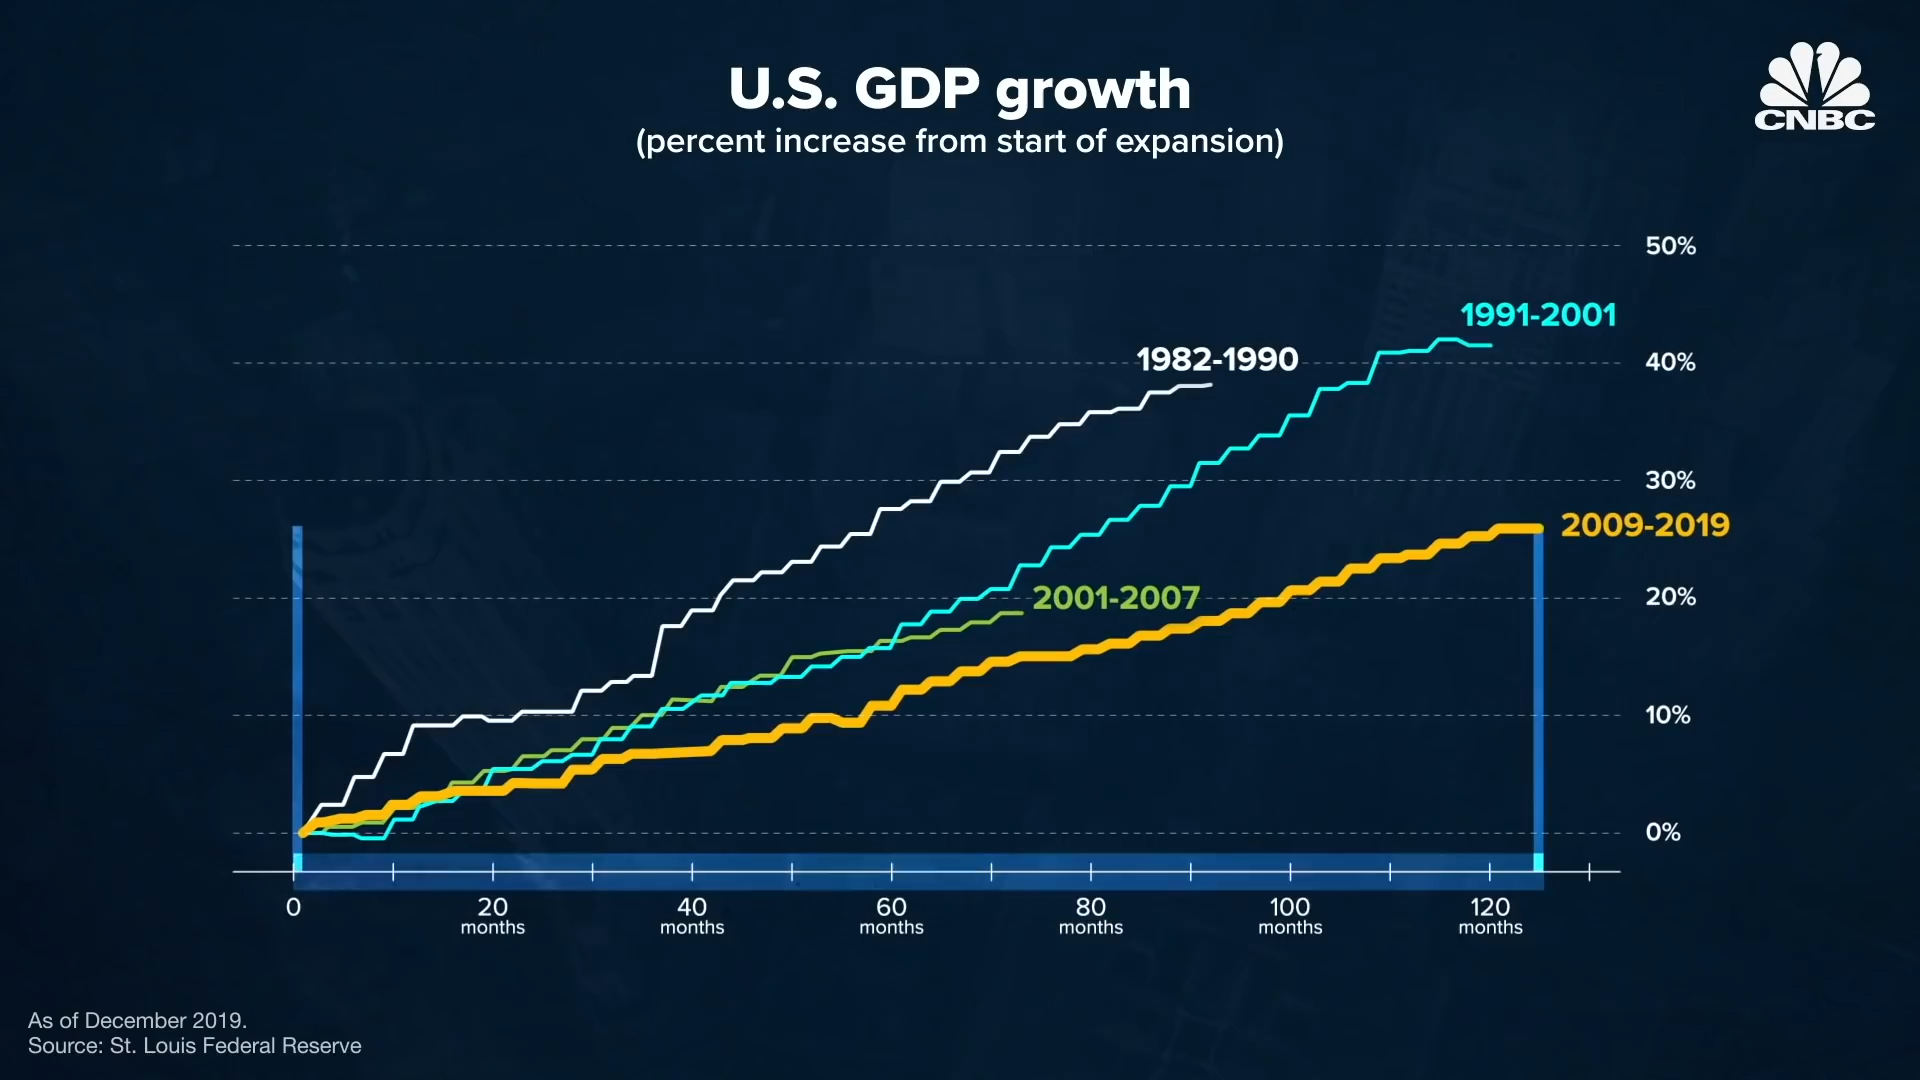 U.S. GDP growth
(percent increase from start of expansion)
CNBC
50%
1991-2001
1982-1990
40%
30%
2009-2019
2001-2007
20%
10%
0%
0
20
months
40
months
60
months
80
months
100
months
120
months
As of December 2019.
Source: St. Louis Federal Reserve